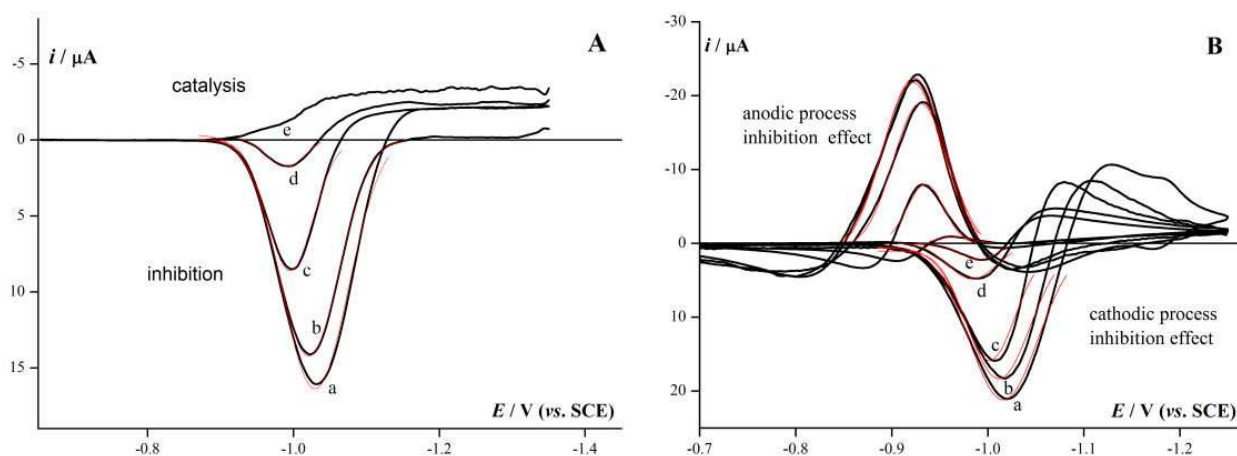 A
i / μA
-5
0
5
10
15
catalysis
inhibition
e
d
c
b
a
E / V (vs. SCE)
-0.8
-1.0
-1.2
-1.4
B
-30
i / μA
-20
-10
0
10
20
anodic process
inhibition effect
e
d
c
b
a
cathodic process
inhibition effect
E / V (vs. SCE)
-0.7
-0.8
-0.9
-1.0
-1.1
-1.2